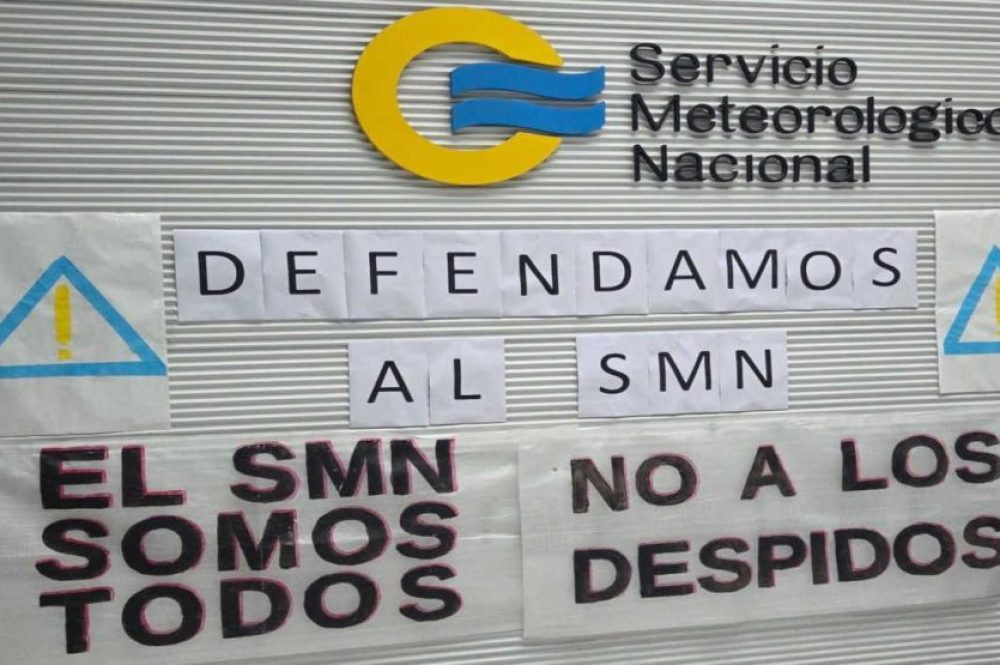 Servicio
Meteorologico
Nacional
DEFENDAMOS
AL SMN
EL SMN
SOMOS
TODOS
NO A LOS
DESPIDOS